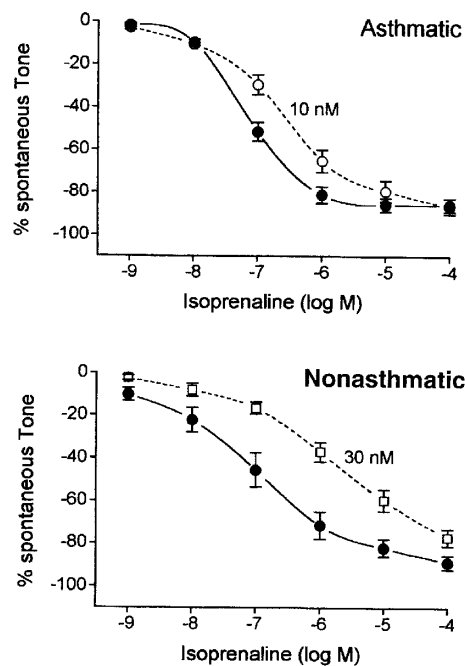 Asthmatic
0
-20
-40
-60
-80
-100
% spontaneous Tone
10 nM
-9 -8 -7 -6 -5 -4
Isoprenaline (log M)
Nonasthmatic
0
-20
-40
-60
-80
-100
% spontaneous Tone
30 nM
-9 -8 -7 -6 -5 -4
Isoprenaline (log M)